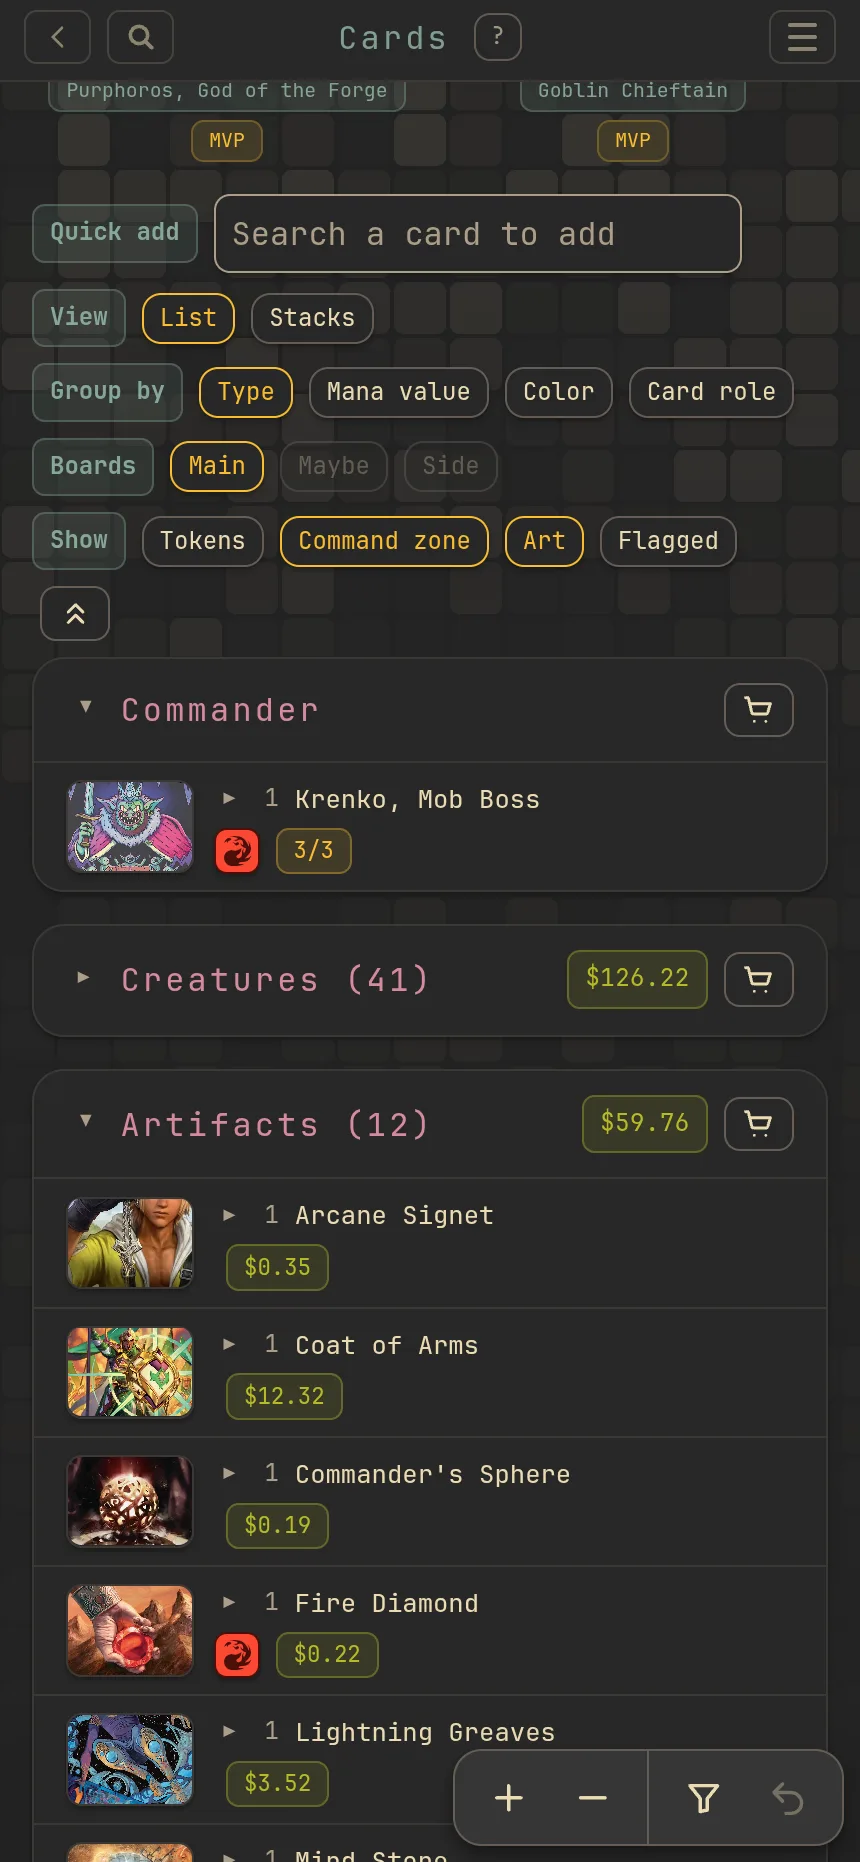 Cards ?
Purphoros, God of the Forge Goblin Chieftain
MVP MVP
Quick add Search a card to add
View List Stacks
Group by Type Mana value Color Card role
Boards Main Maybe Side
Show Tokens Command zone Art Flagged
Commander
1 Krenko, Mob Boss
3/3
Creatures (41) $126.22
Artifacts (12) $59.76
1 Arcane Signet
$0.35
1 Coat of Arms
$12.32
1 Commander's Sphere
$0.19
1 Fire Diamond
$0.22
1 Lightning Greaves
$3.52
1 Mind Stone